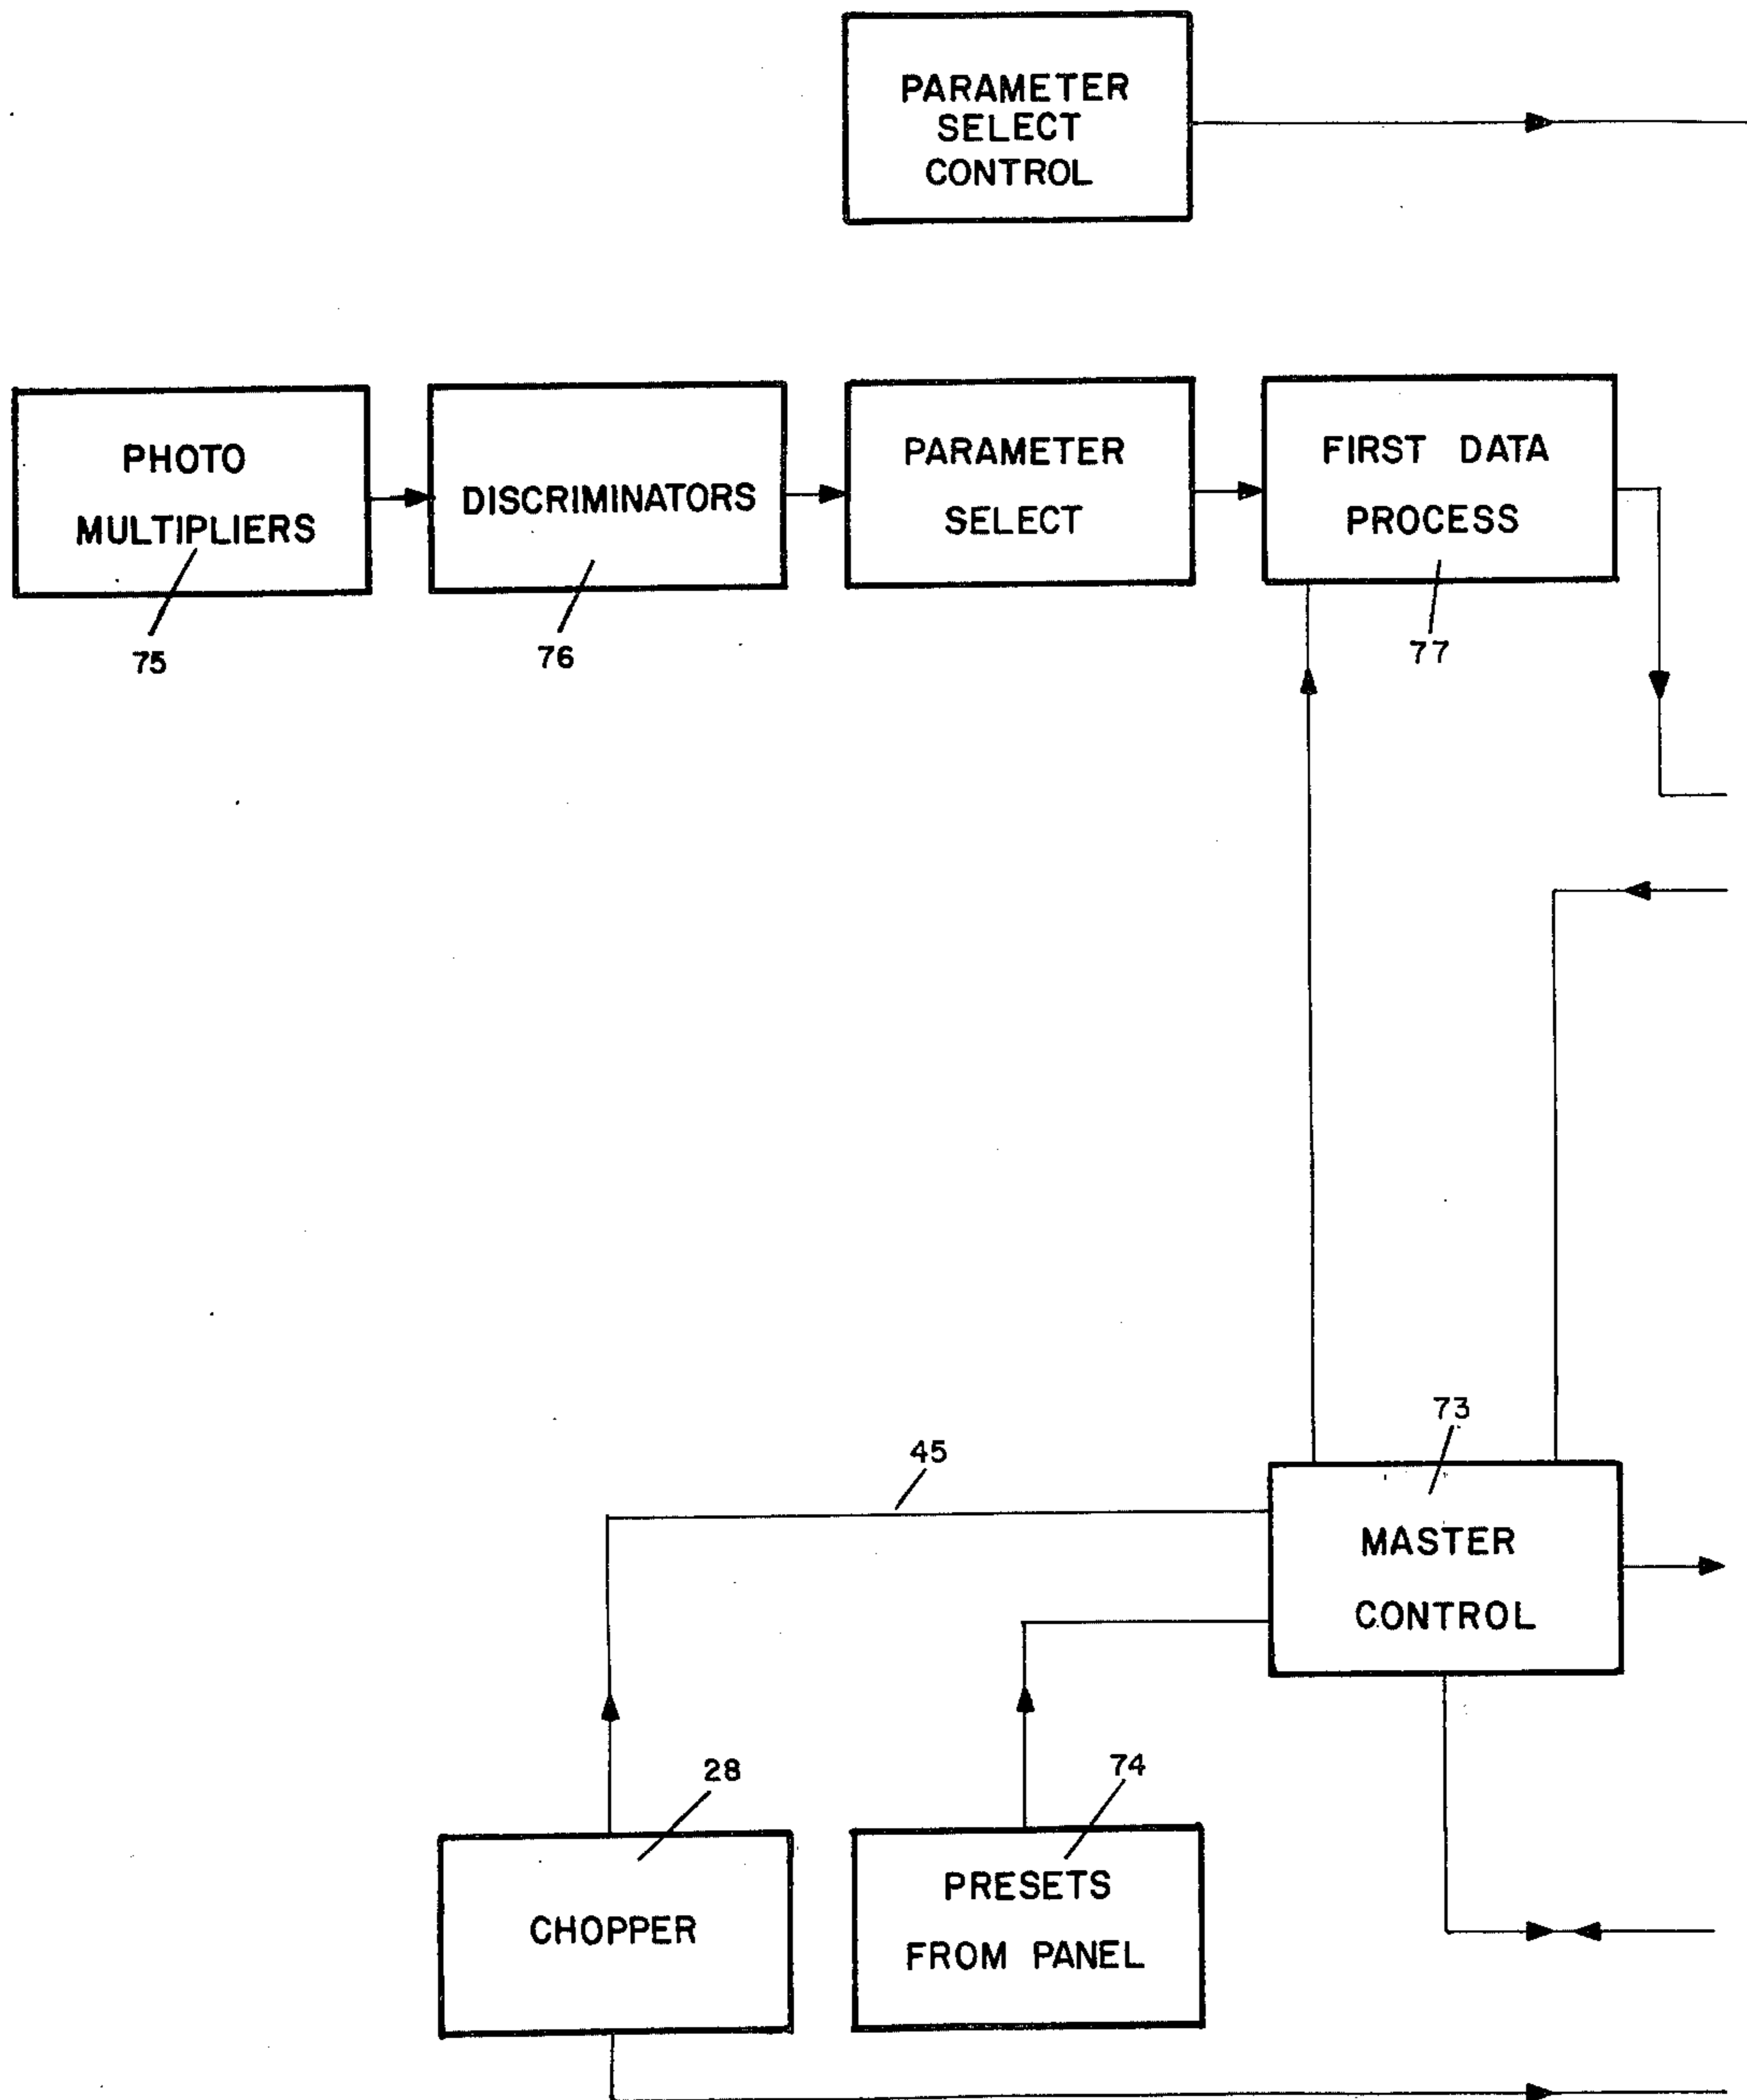 PARAMETER
SELECT
CONTROL
PHOTO
MULTIPLIERS
75
DISCRIMINATORS
76
PARAMETER
SELECT
FIRST DATA
PROCESS
77
73
45
MASTER
CONTROL
28
CHOPPER
74
PRESETS
FROM PANEL